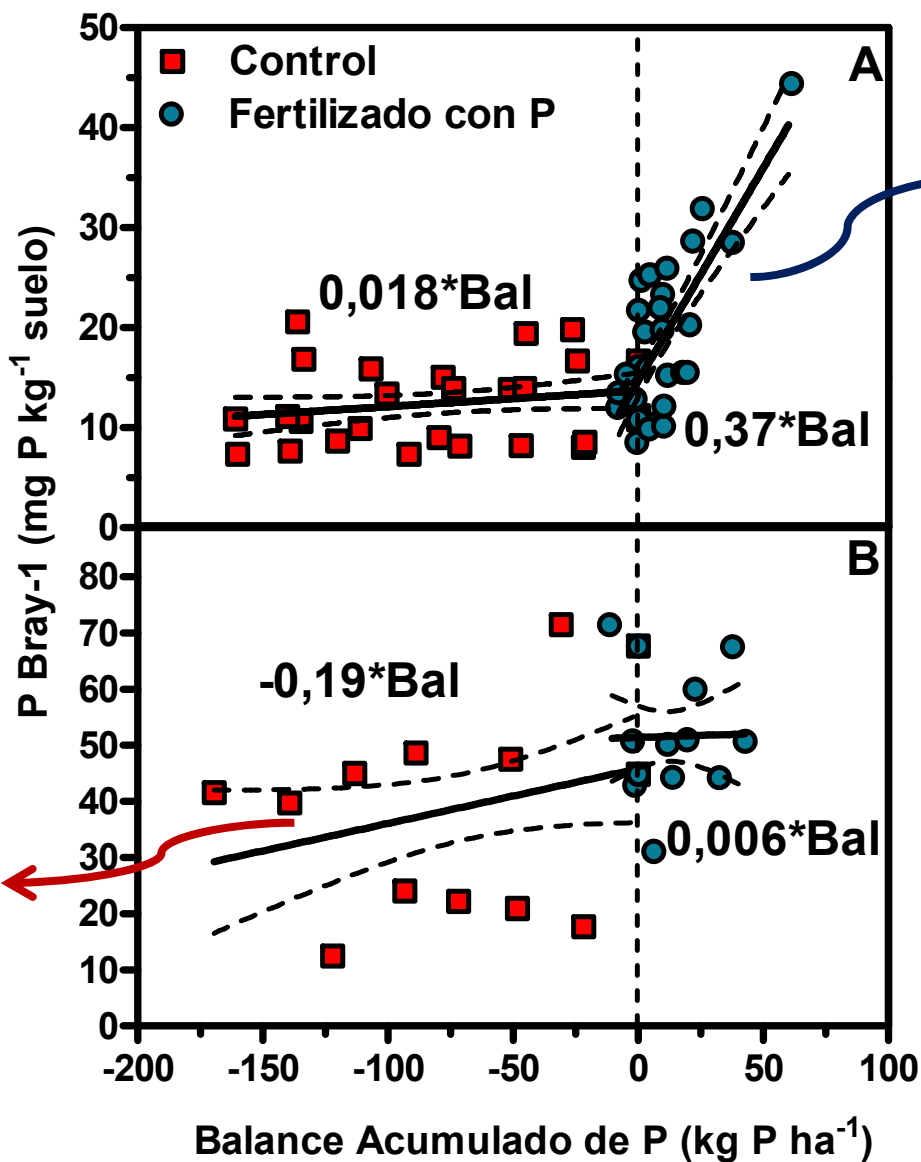 P Bray-1 (mg P kg⁻¹ suelo)
Control
Fertilizado con P
A
50
40
30
20
10
0
0,018*Bal
0,37*Bal
B
80
70
60
50
40
30
20
10
0
-0,19*Bal
0,006*Bal
-200 -150 -100 -50 0 50 100
Balance Acumulado de P (kg P ha⁻¹)